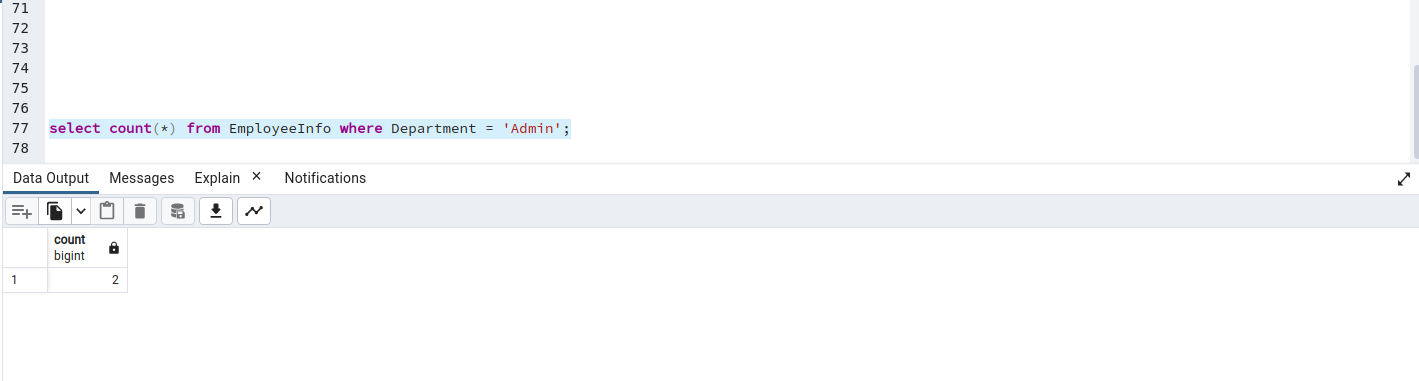 71
72
73
74
75
76
77 select count(*) from EmployeeInfo where Department = 'Admin';
78
Data Output Messages Explain × Notifications
count
bigint
1 2